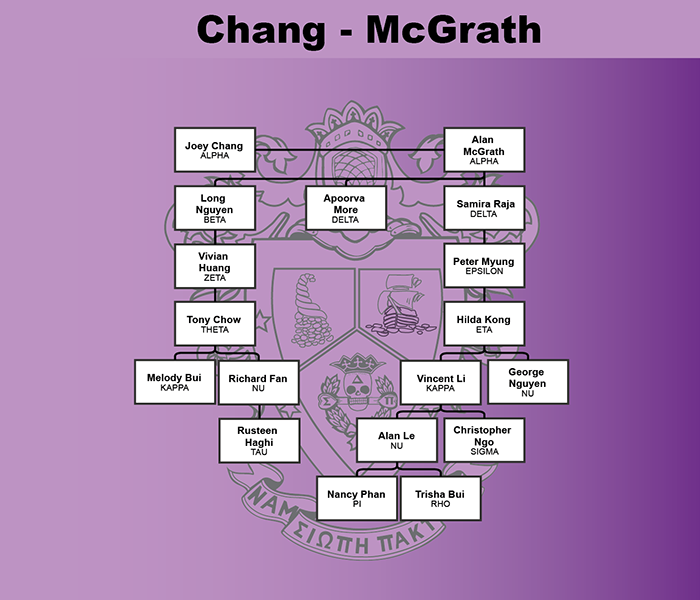 Chang - McGrath
Joey Chang
ALPHA
Alan
McGrath
ALPHA
Long
Nguyen
BETA
Apoorva
More
DELTA
Samira Raja
DELTA
Vivian
Huang
ZETA
Peter Myung
EPSILON
Tony Chow
THETA
Hilda Kong
ETA
Melody Bui
KAPPA
Richard Fan
NU
Vincent Li
KAPPA
George
Nguyen
NU
Rusteen
Haghi
TAU
Alan Le
NU
Christopher
Ngo
SIGMA
Nancy Phan
PI
Trisha Bui
RHO
Δ
Σ Π
ΣΙΩΠΗ ΠΑΚΤ